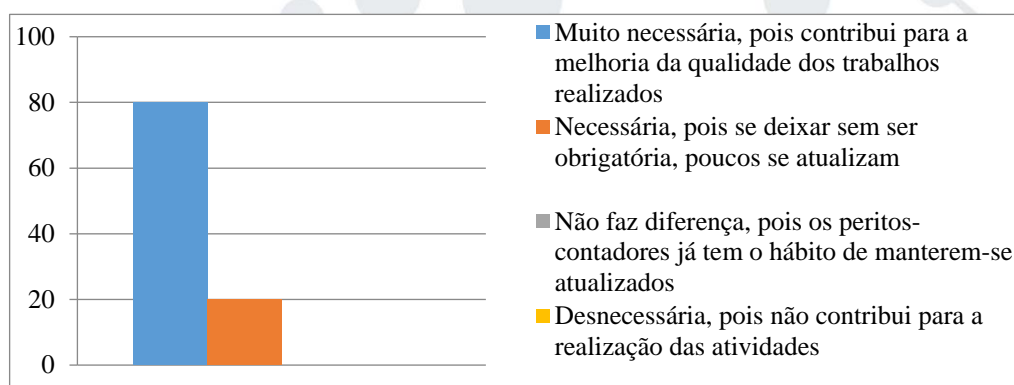 100
80
60
40
20
0
Muito necessária, pois contribui para a
melhoria da qualidade dos trabalhos
realizados
Necessária, pois se deixar sem ser
obrigatória, poucos se atualizam
Não faz diferença, pois os peritos-
contadores já tem o hábito de manterem-se
atualizados
Desnecessária, pois não contribui para a
realização das atividades